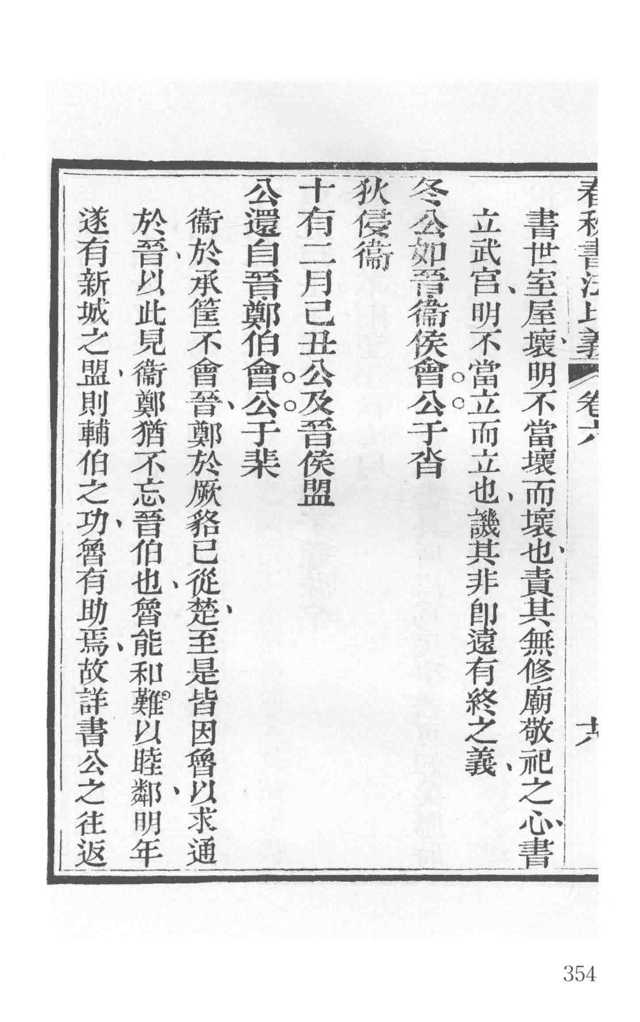 春秋書法比義 卷六 十六
書世室屋壞明不當壞而壞也責其無修廟敬祀之心書
立武宮明不當立而立也譏其非卽遠有終之義
冬公如晉衞侯會公于沓
狄侵衞
十有二月己丑公及晉侯盟
公還自晉鄭伯會公于棐
衞於承筐不會晉鄭於厥貉已從楚至是皆因魯以求通
於晉以此見衞鄭猶不忘晉伯也魯能和難以睦鄰明年
遂有新城之盟則輔伯之功魯有助焉故詳書公之往返
354